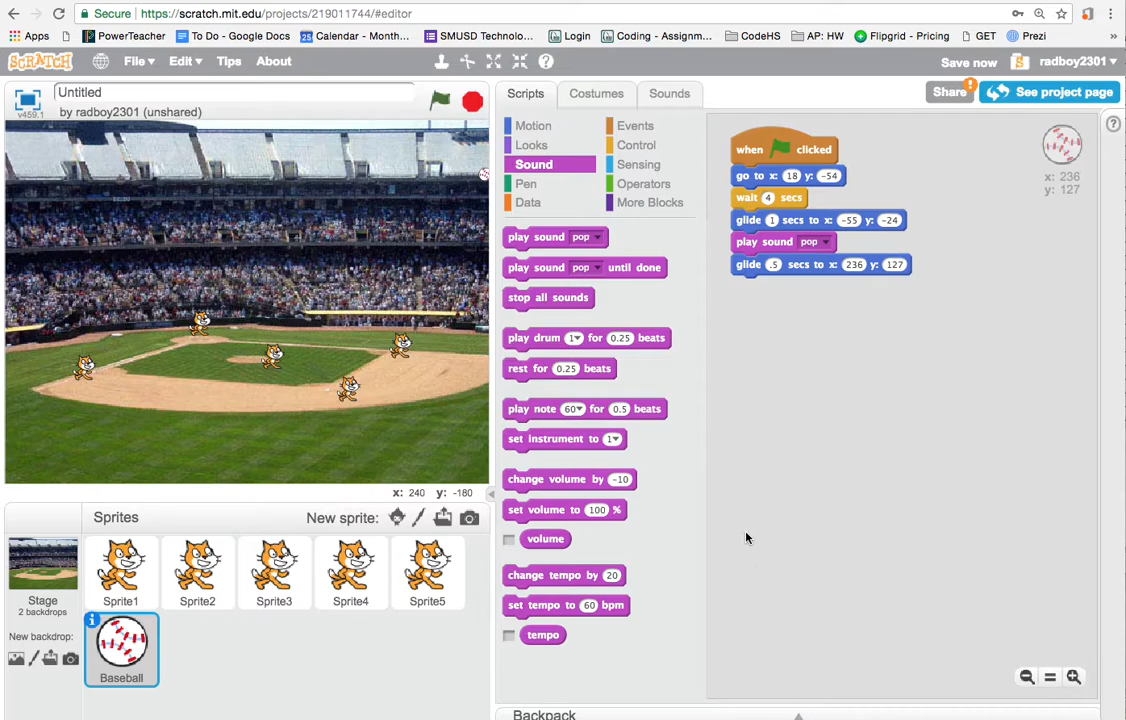 Secure https://scratch.mit.edu/projects/219011744/#editor
Apps PowerTeacher To Do - Google Docs Calendar - Month... SMUSD Technolo... Login Coding - Assignm... CodeHS AP: HW Flipgrid - Pricing GET Prezi »
SCRATCH File Edit Tips About Save now radboy2301
Untitled
by radboy2301 (unshared)
v459.1
Scripts Costumes Sounds
Share ! See project page
Motion Events
Looks Control
Sound Sensing
Pen Operators
Data More Blocks
play sound pop
play sound pop until done
stop all sounds
play drum 1 for 0.25 beats
rest for 0.25 beats
play note 60 for 0.5 beats
set instrument to 1
change volume by -10
set volume to 100 %
volume
change tempo by 20
set tempo to 60 bpm
tempo
when clicked
go to x: 18 y: -54
wait 4 secs
glide 1 secs to x: -55 y: -24
play sound pop
glide .5 secs to x: 236 y: 127
x: 236
y: 127
?
x: 240 y: -180
Sprites New sprite:
Stage
2 backdrops
New backdrop:
Sprite1 Sprite2 Sprite3 Sprite4 Sprite5
i
Baseball
Backpack